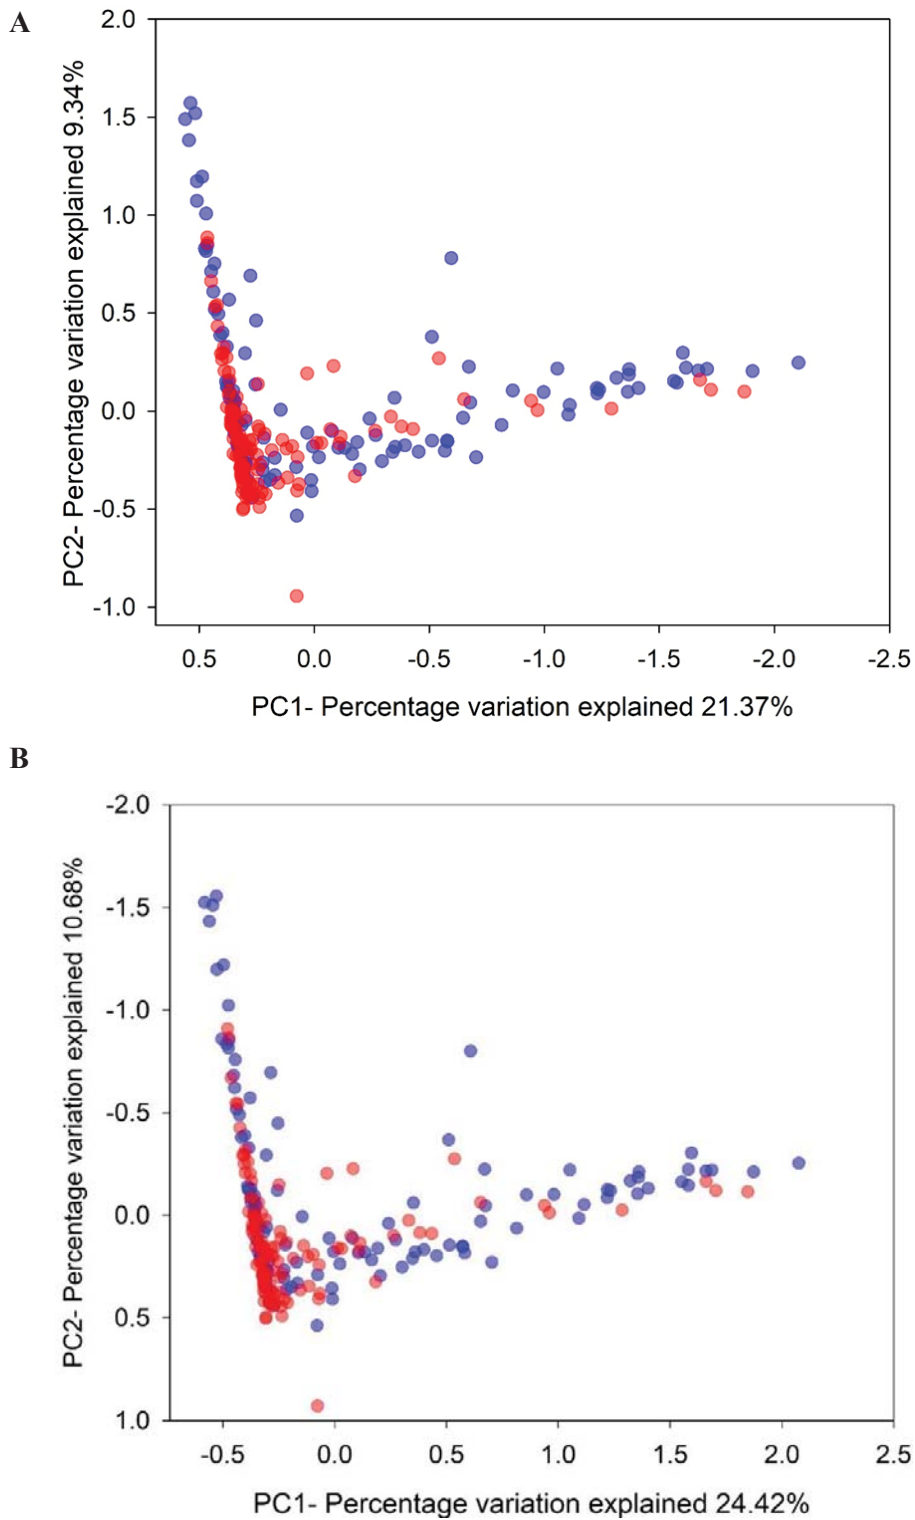 A
2.0
1.5
1.0
0.5
0.0
-0.5
-1.0
PC2- Percentage variation explained 9.34%
0.5 0.0 -0.5 -1.0 -1.5 -2.0 -2.5
PC1- Percentage variation explained 21.37%
B
-2.0
-1.5
-1.0
-0.5
0.0
0.5
1.0
PC2- Percentage variation explained 10.68%
-0.5 0.0 0.5 1.0 1.5 2.0 2.5
PC1- Percentage variation explained 24.42%